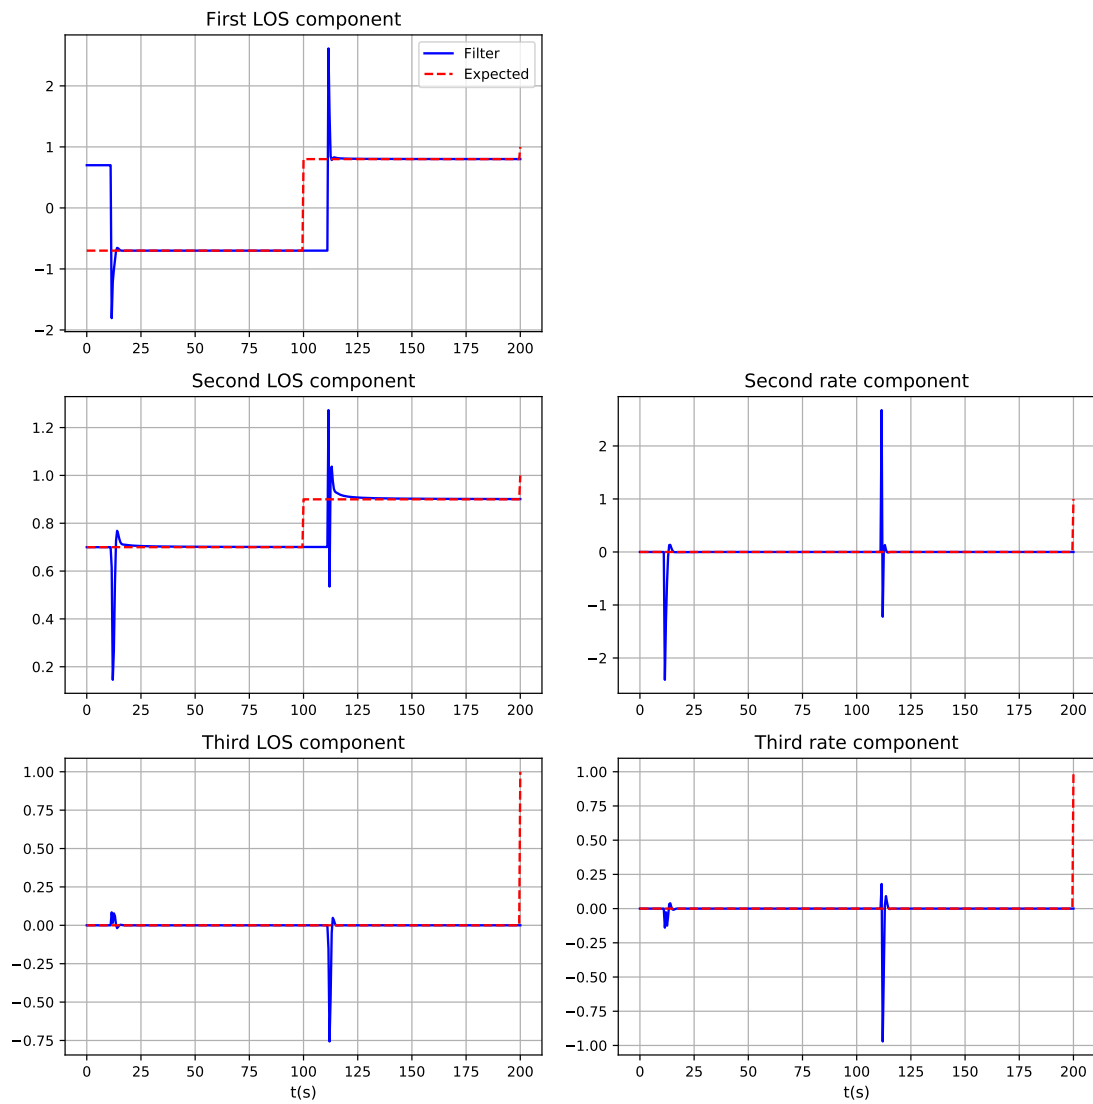 First LOS component
Filter
Expected
2
1
0
−1
−2
0 25 50 75 100 125 150 175 200
Second LOS component
1.2
1.0
0.8
0.6
0.4
0.2
0 25 50 75 100 125 150 175 200
Second rate component
2
1
0
−1
−2
0 25 50 75 100 125 150 175 200
Third LOS component
1.00
0.75
0.50
0.25
0.00
−0.25
−0.50
−0.75
0 25 50 75 100 125 150 175 200
t(s)
Third rate component
1.00
0.75
0.50
0.25
0.00
−0.25
−0.50
−0.75
−1.00
0 25 50 75 100 125 150 175 200
t(s)